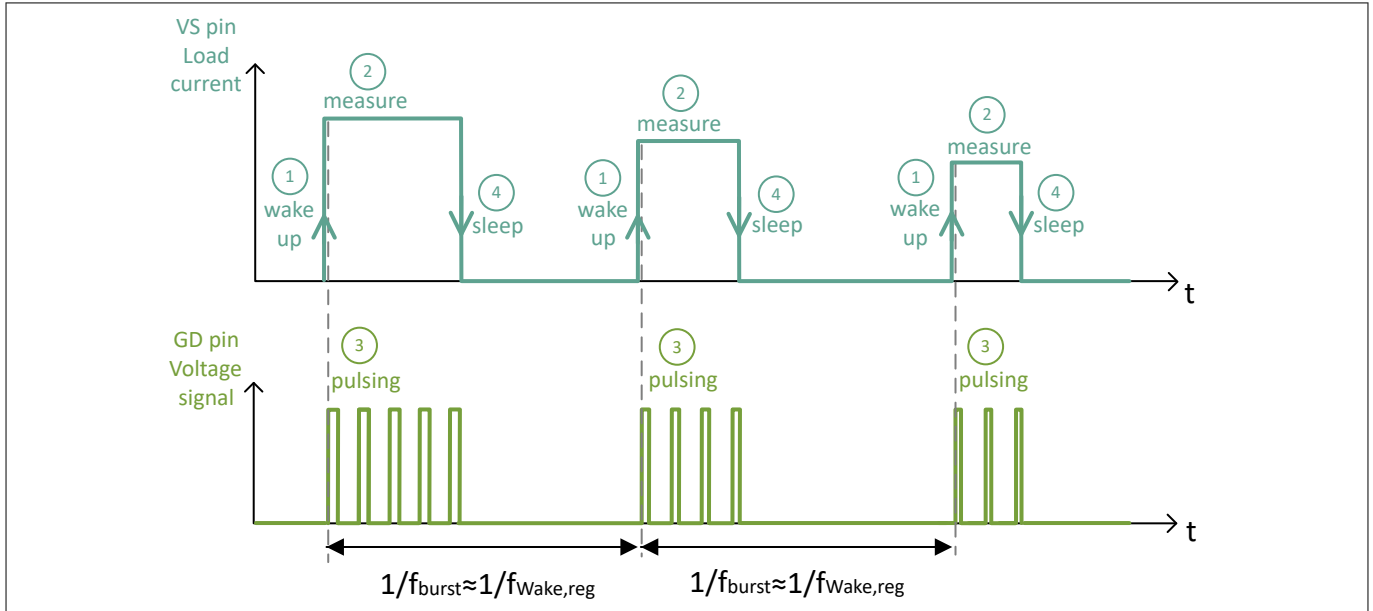 VS pin
Load
current
2
measure
2
measure
2
measure
1
wake
up
4
sleep
1
wake
up
4
sleep
1
wake
up
4
sleep
t
GD pin
Voltage
signal
3
pulsing
3
pulsing
3
pulsing
t
1/fburst≈1/fWake,reg
1/fburst≈1/fWake,reg